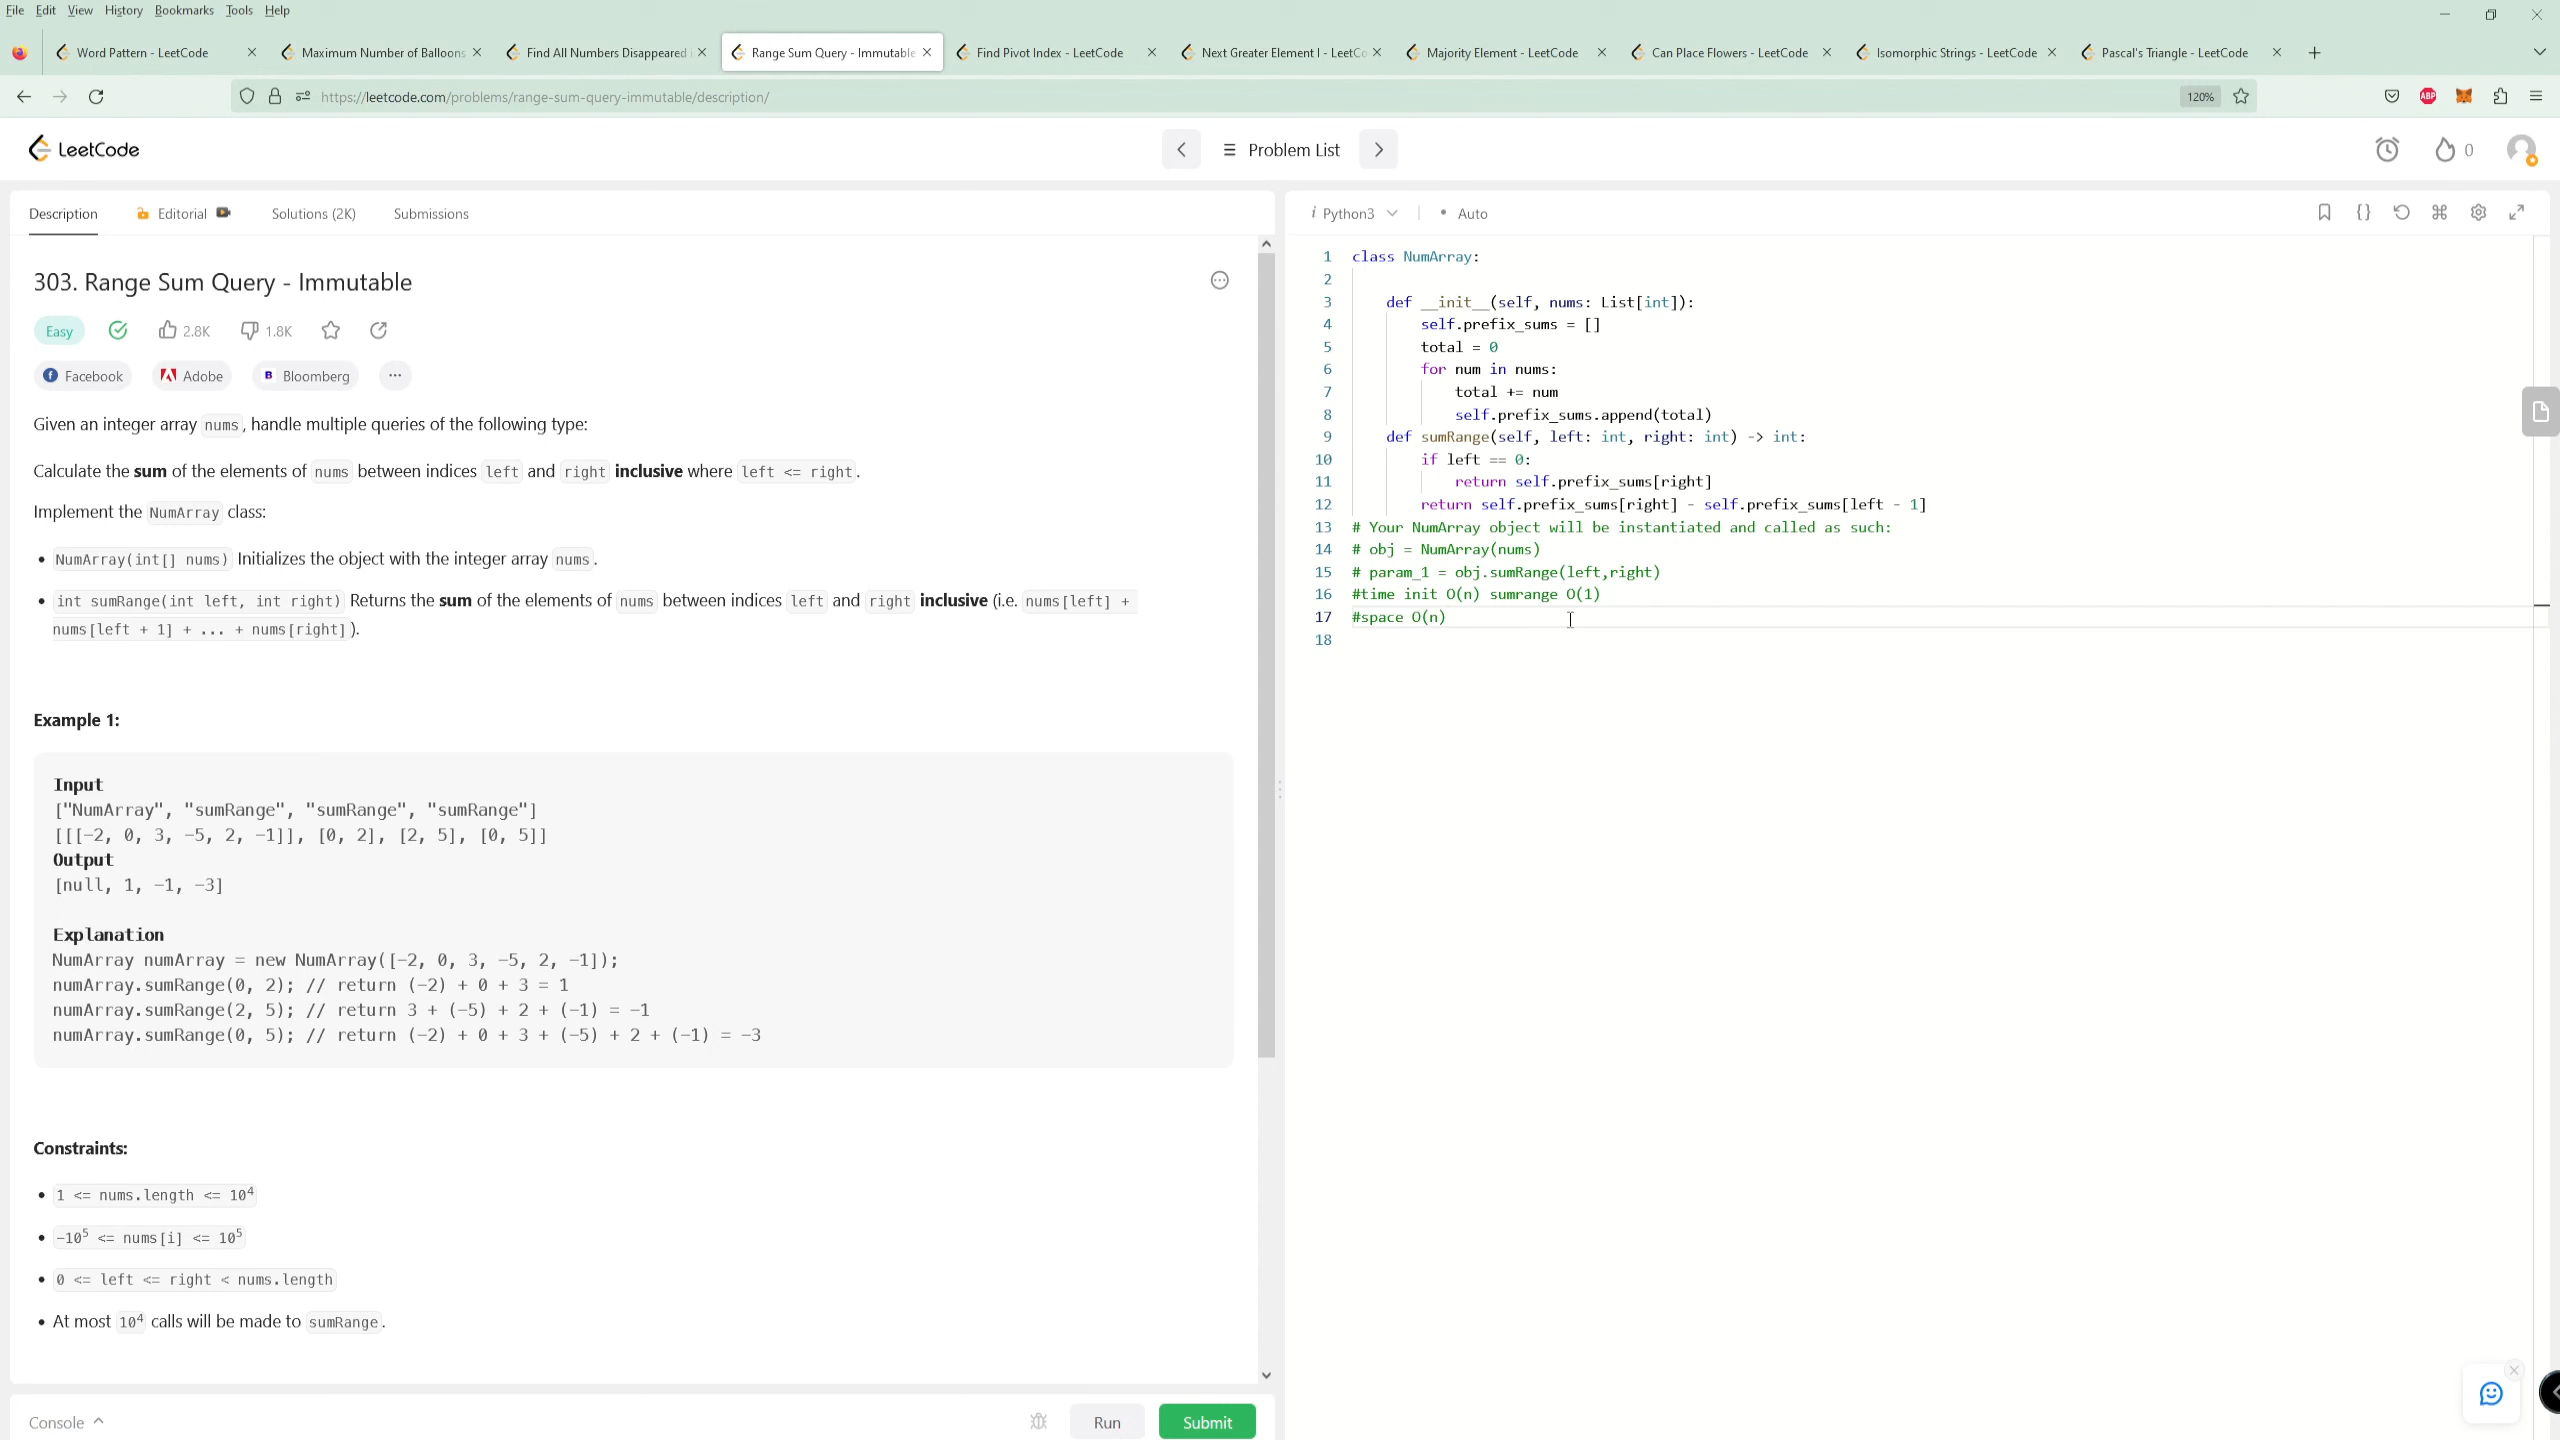 File Edit View History Bookmarks Tools Help
Word Pattern - LeetCode
Maximum Number of Balloons
Find All Numbers Disappeared
Range Sum Query - Immutable
Find Pivot Index - LeetCode
Next Greater Element I - LeetCo
Majority Element - LeetCode
Can Place Flowers - LeetCode
Isomorphic Strings - LeetCode
Pascal's Triangle - LeetCode
https://leetcode.com/problems/range-sum-query-immutable/description/
120%
ABP
LeetCode
Problem List
0
Description Editorial Solutions (2K) Submissions
303. Range Sum Query - Immutable
Easy 2.8K 1.8K
Facebook Adobe B Bloomberg ...
Given an integer array nums, handle multiple queries of the following type:
Calculate the sum of the elements of nums between indices left and right inclusive where left <= right.
Implement the NumArray class:
• NumArray(int[] nums) Initializes the object with the integer array nums.
• int sumRange(int left, int right) Returns the sum of the elements of nums between indices left and right inclusive (i.e. nums[left] +
nums[left + 1] + ... + nums[right]).
Example 1:
Input
["NumArray", "sumRange", "sumRange", "sumRange"]
[[[-2, 0, 3, -5, 2, -1]], [0, 2], [2, 5], [0, 5]]
Output
[null, 1, -1, -3]
Explanation
NumArray numArray = new NumArray([-2, 0, 3, -5, 2, -1]);
numArray.sumRange(0, 2); // return (-2) + 0 + 3 = 1
numArray.sumRange(2, 5); // return 3 + (-5) + 2 + (-1) = -1
numArray.sumRange(0, 5); // return (-2) + 0 + 3 + (-5) + 2 + (-1) = -3
Constraints:
• 1 <= nums.length <= 10⁴
• -10⁵ <= nums[i] <= 10⁵
• 0 <= left <= right < nums.length
• At most 10⁴ calls will be made to sumRange.
Console Run Submit
i Python3 • Auto
1 class NumArray:
2
3 def __init__(self, nums: List[int]):
4 self.prefix_sums = []
5 total = 0
6 for num in nums:
7 total += num
8 self.prefix_sums.append(total)
9 def sumRange(self, left: int, right: int) -> int:
10 if left == 0:
11 return self.prefix_sums[right]
12 return self.prefix_sums[right] - self.prefix_sums[left - 1]
13 # Your NumArray object will be instantiated and called as such:
14 # obj = NumArray(nums)
15 # param_1 = obj.sumRange(left,right)
16 #time init O(n) sumrange O(1)
17 #space O(n)
18